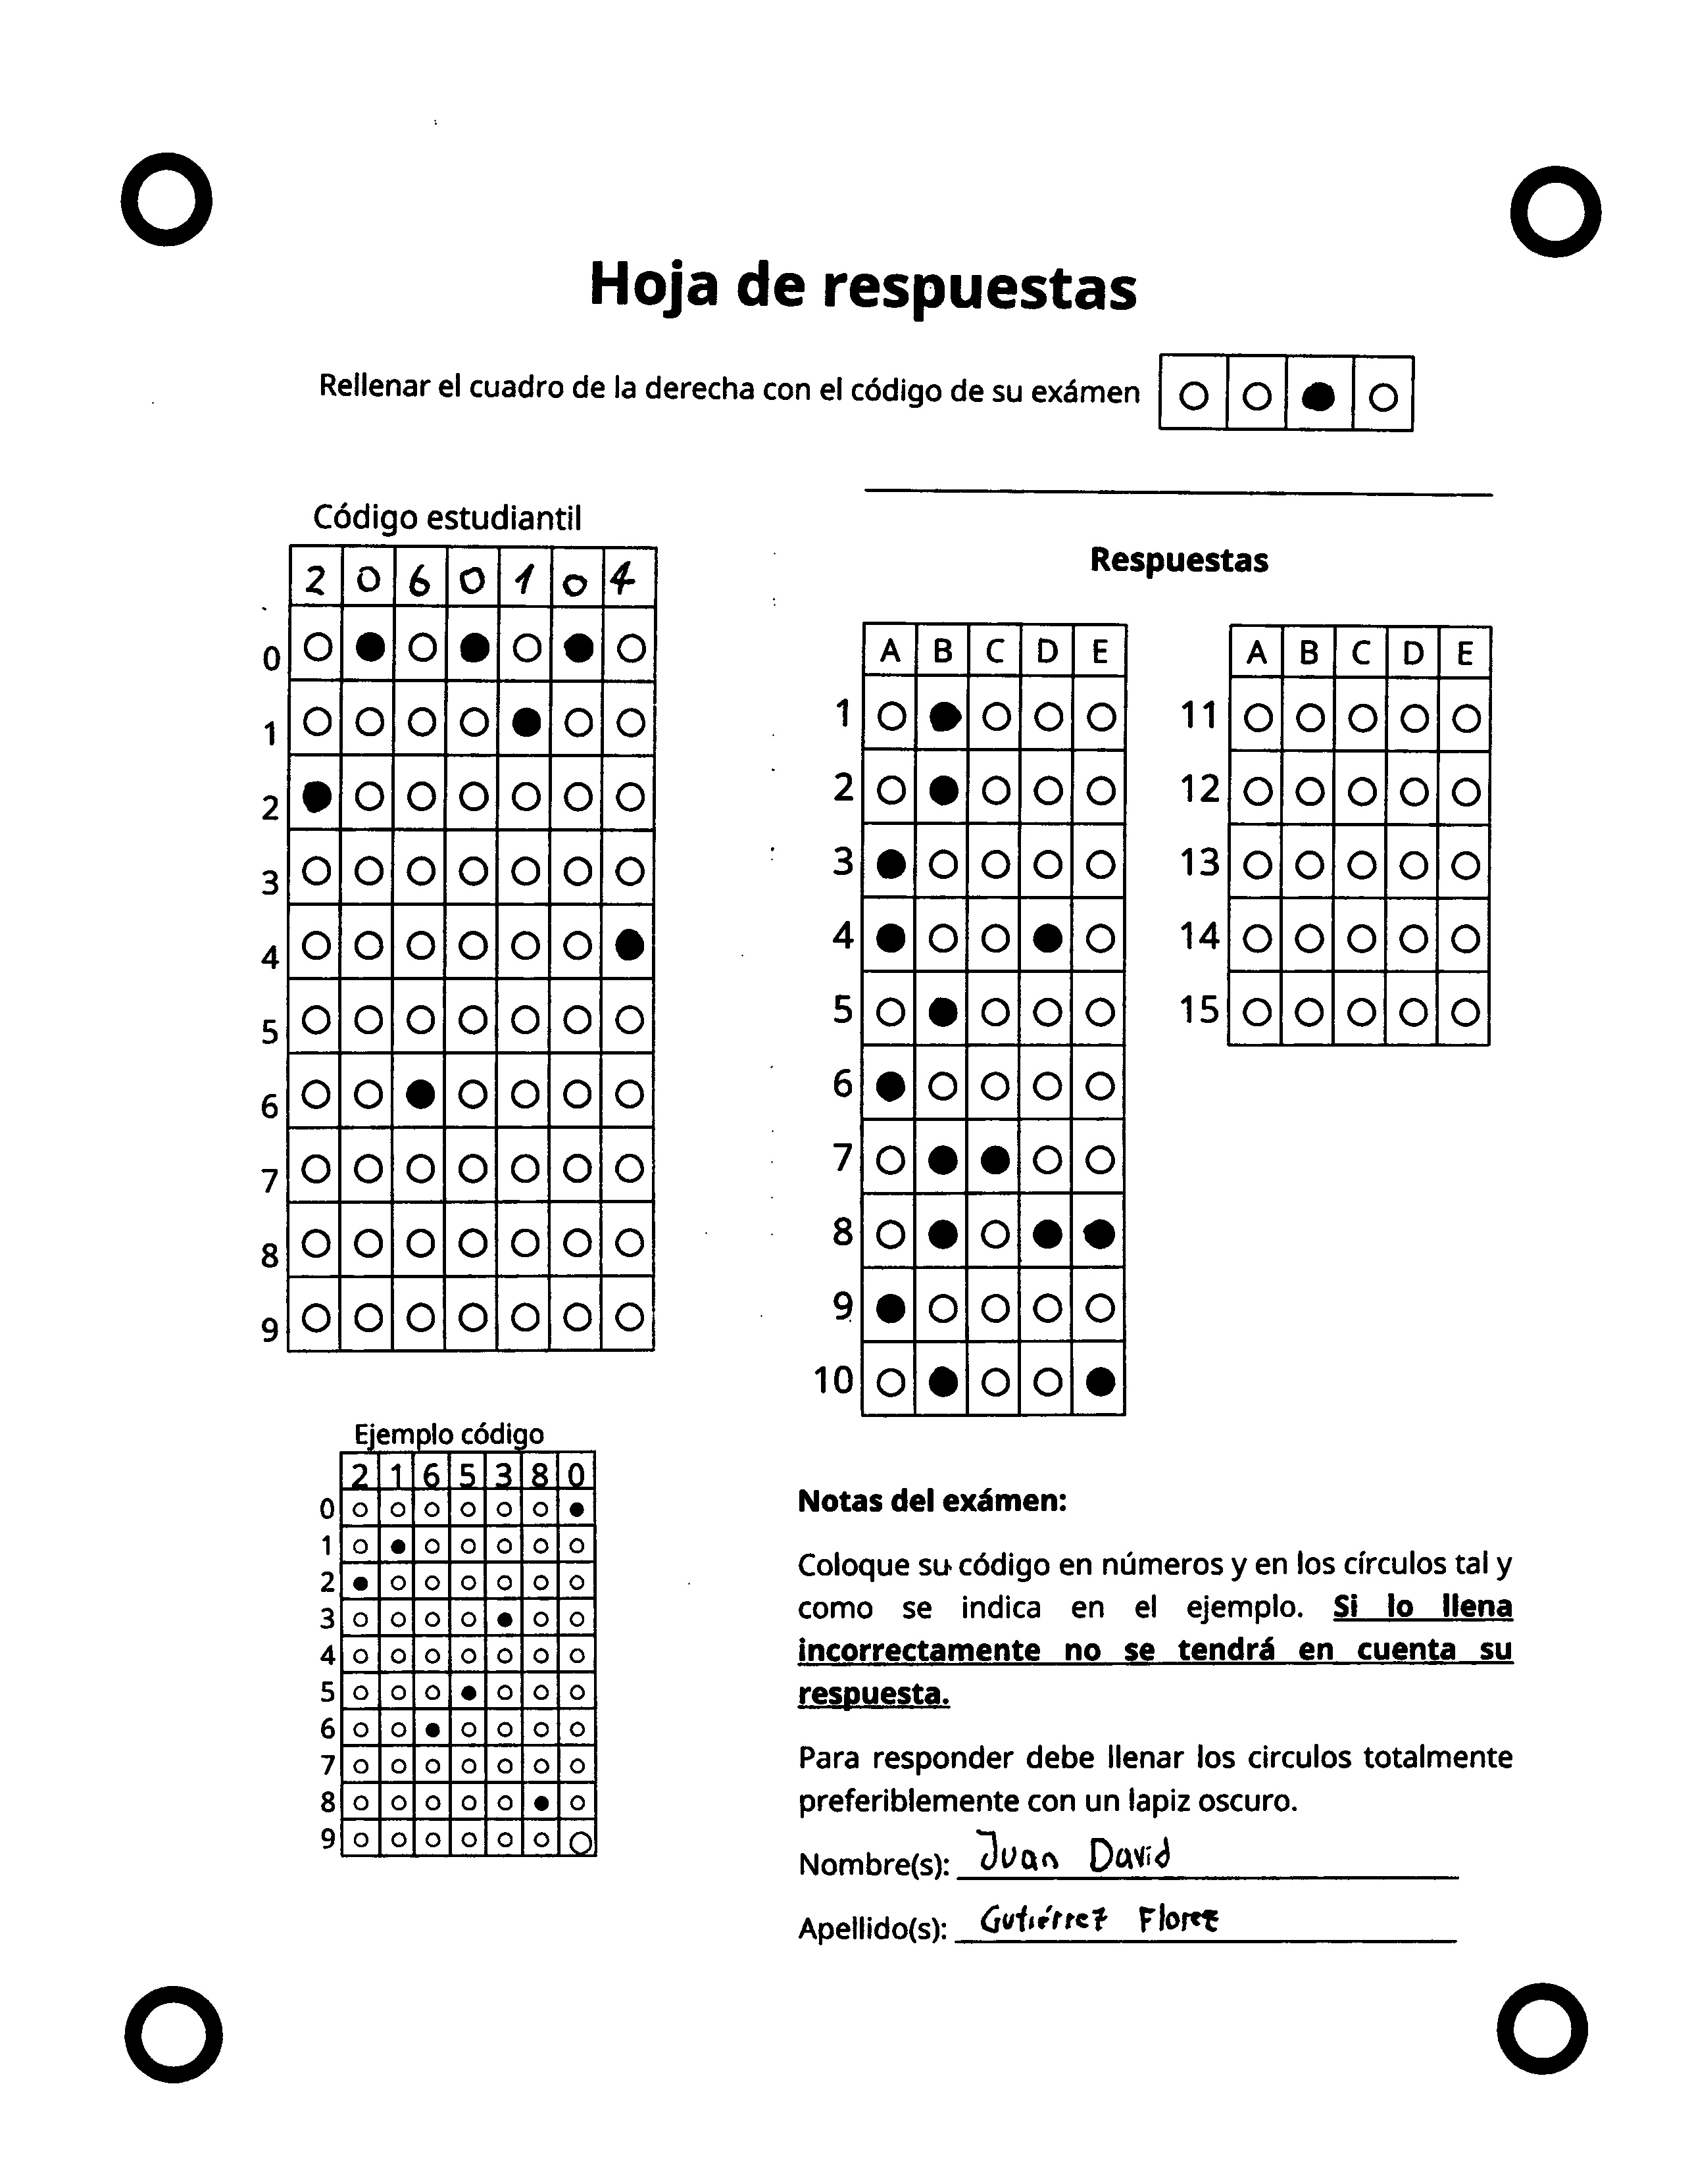 Hoja de respuestas
Rellenar el cuadro de la derecha con el código de su exámen
Código estudiantil
2 0 6 0 1 0 4
0
1
2
3
4
5
6
7
8
9
Respuestas
A B C D E
1
2
3
4
5
6
7
8
9
10
A B C D E
11
12
13
14
15
Ejemplo código
2 1 6 5 3 8 0
0
1
2
3
4
5
6
7
8
9
Notas del exámen:
Coloque su código en números y en los círculos tal y
como se indica en el ejemplo. Si lo llena
incorrectamente no se tendrá en cuenta su
respuesta.
Para responder debe llenar los circulos totalmente
preferiblemente con un lapiz oscuro.
Nombre(s): Juan David
Apellido(s): Gutiérrez Florez